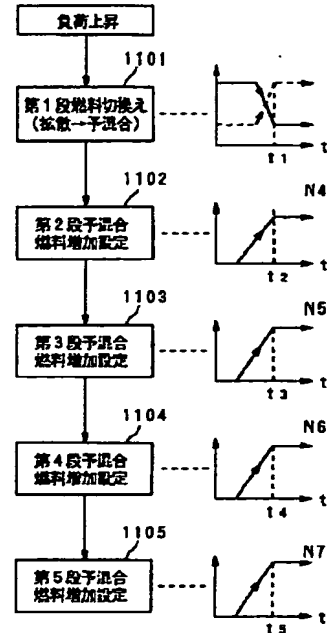 負荷上昇
1101
第1段燃料切換え
(拡散→予混合)
t
t1
1102
N4
第2段予混合
燃料増加設定
t
t2
1103
N5
第3段予混合
燃料増加設定
t
t3
1104
N6
第4段予混合
燃料増加設定
t
t4
1105
N7
第5段予混合
燃料増加設定
t
t5